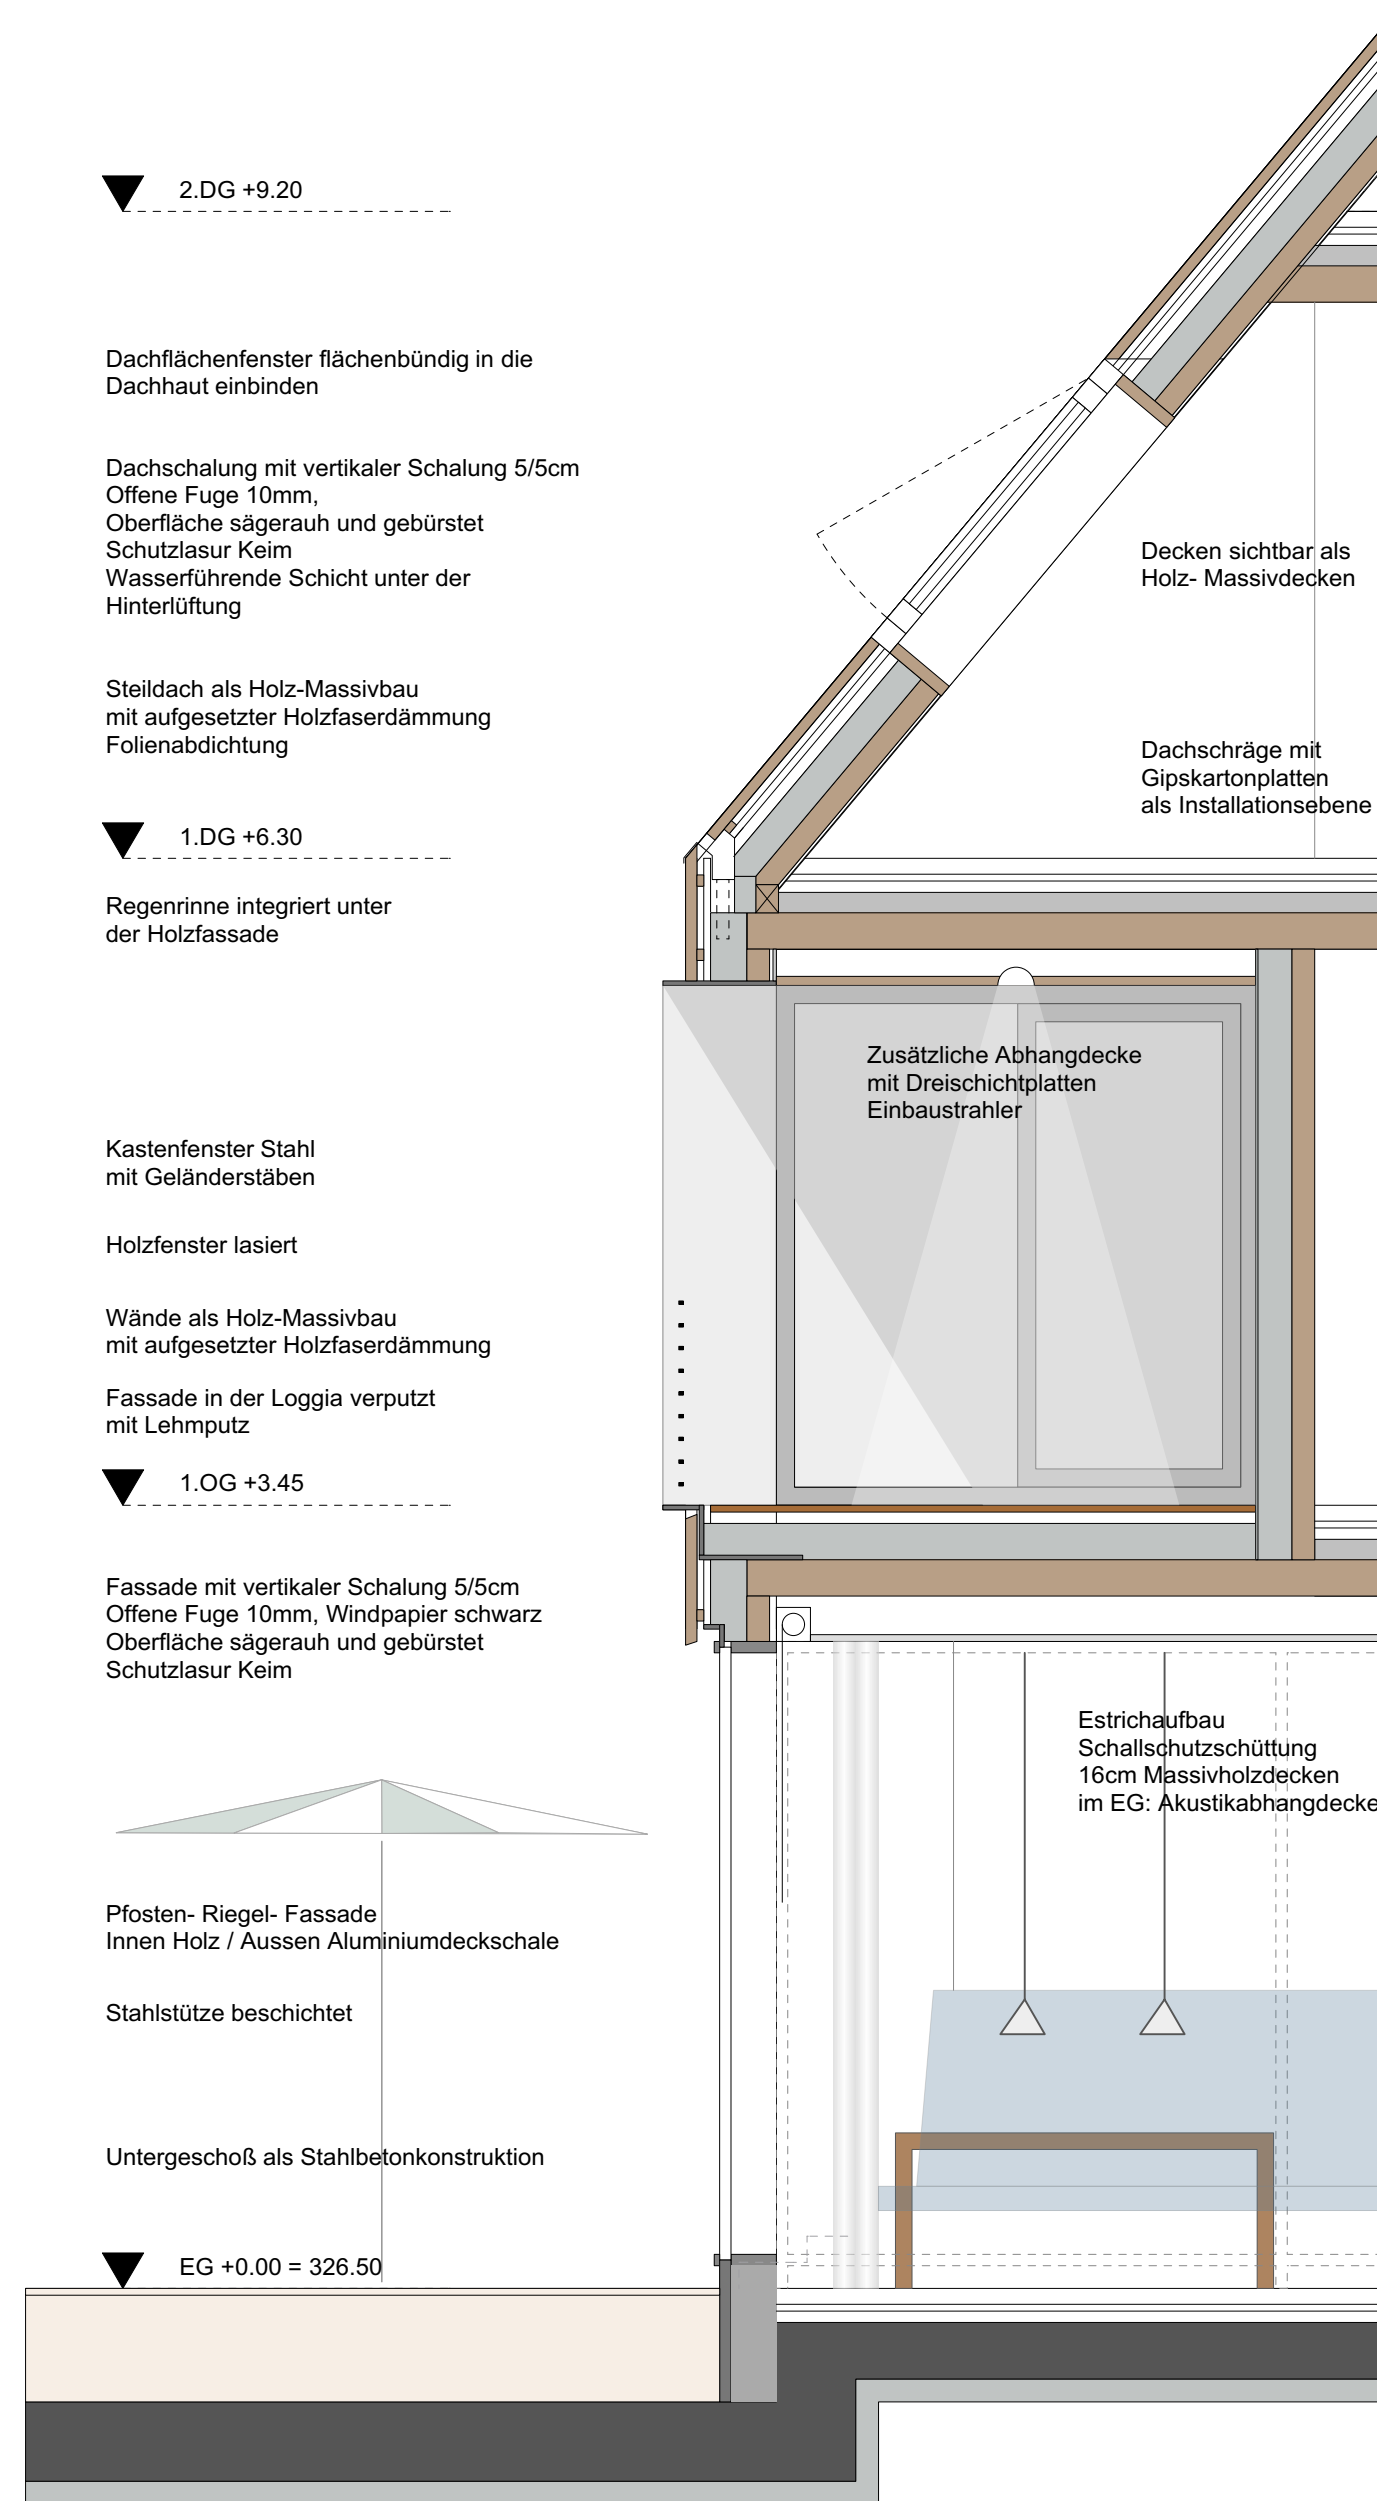 2.DG +9.20
Dachflächenfenster flächenbündig in die
Dachhaut einbinden
Dachschalung mit vertikaler Schalung 5/5cm
Offene Fuge 10mm,
Oberfläche sägerauh und gebürstet
Schutzlasur Keim
Wasserführende Schicht unter der
Hinterlüftung
Decken sichtbar als
Holz- Massivdecken
Steildach als Holz-Massivbau
mit aufgesetzter Holzfaserdämmung
Folienabdichtung
Dachschräge mit
Gipskartonplatten
als Installationsebene
1.DG +6.30
Regenrinne integriert unter
der Holzfassade
Zusätzliche Abhangdecke
mit Dreischichtplatten
Einbaustrahler
Kastenfenster Stahl
mit Geländerstäben
Holzfenster lasiert
Wände als Holz-Massivbau
mit aufgesetzter Holzfaserdämmung
Fassade in der Loggia verputzt
mit Lehmputz
1.OG +3.45
Fassade mit vertikaler Schalung 5/5cm
Offene Fuge 10mm, Windpapier schwarz
Oberfläche sägerauh und gebürstet
Schutzlasur Keim
Estrichaufbau
Schallschutzschüttung
16cm Massivholzdecken
im EG: Akustikabhangdecke
Pfosten- Riegel- Fassade
Innen Holz / Aussen Aluminiumdeckschale
Stahlstütze beschichtet
Untergeschoß als Stahlbetonkonstruktion
EG +0.00 = 326.50